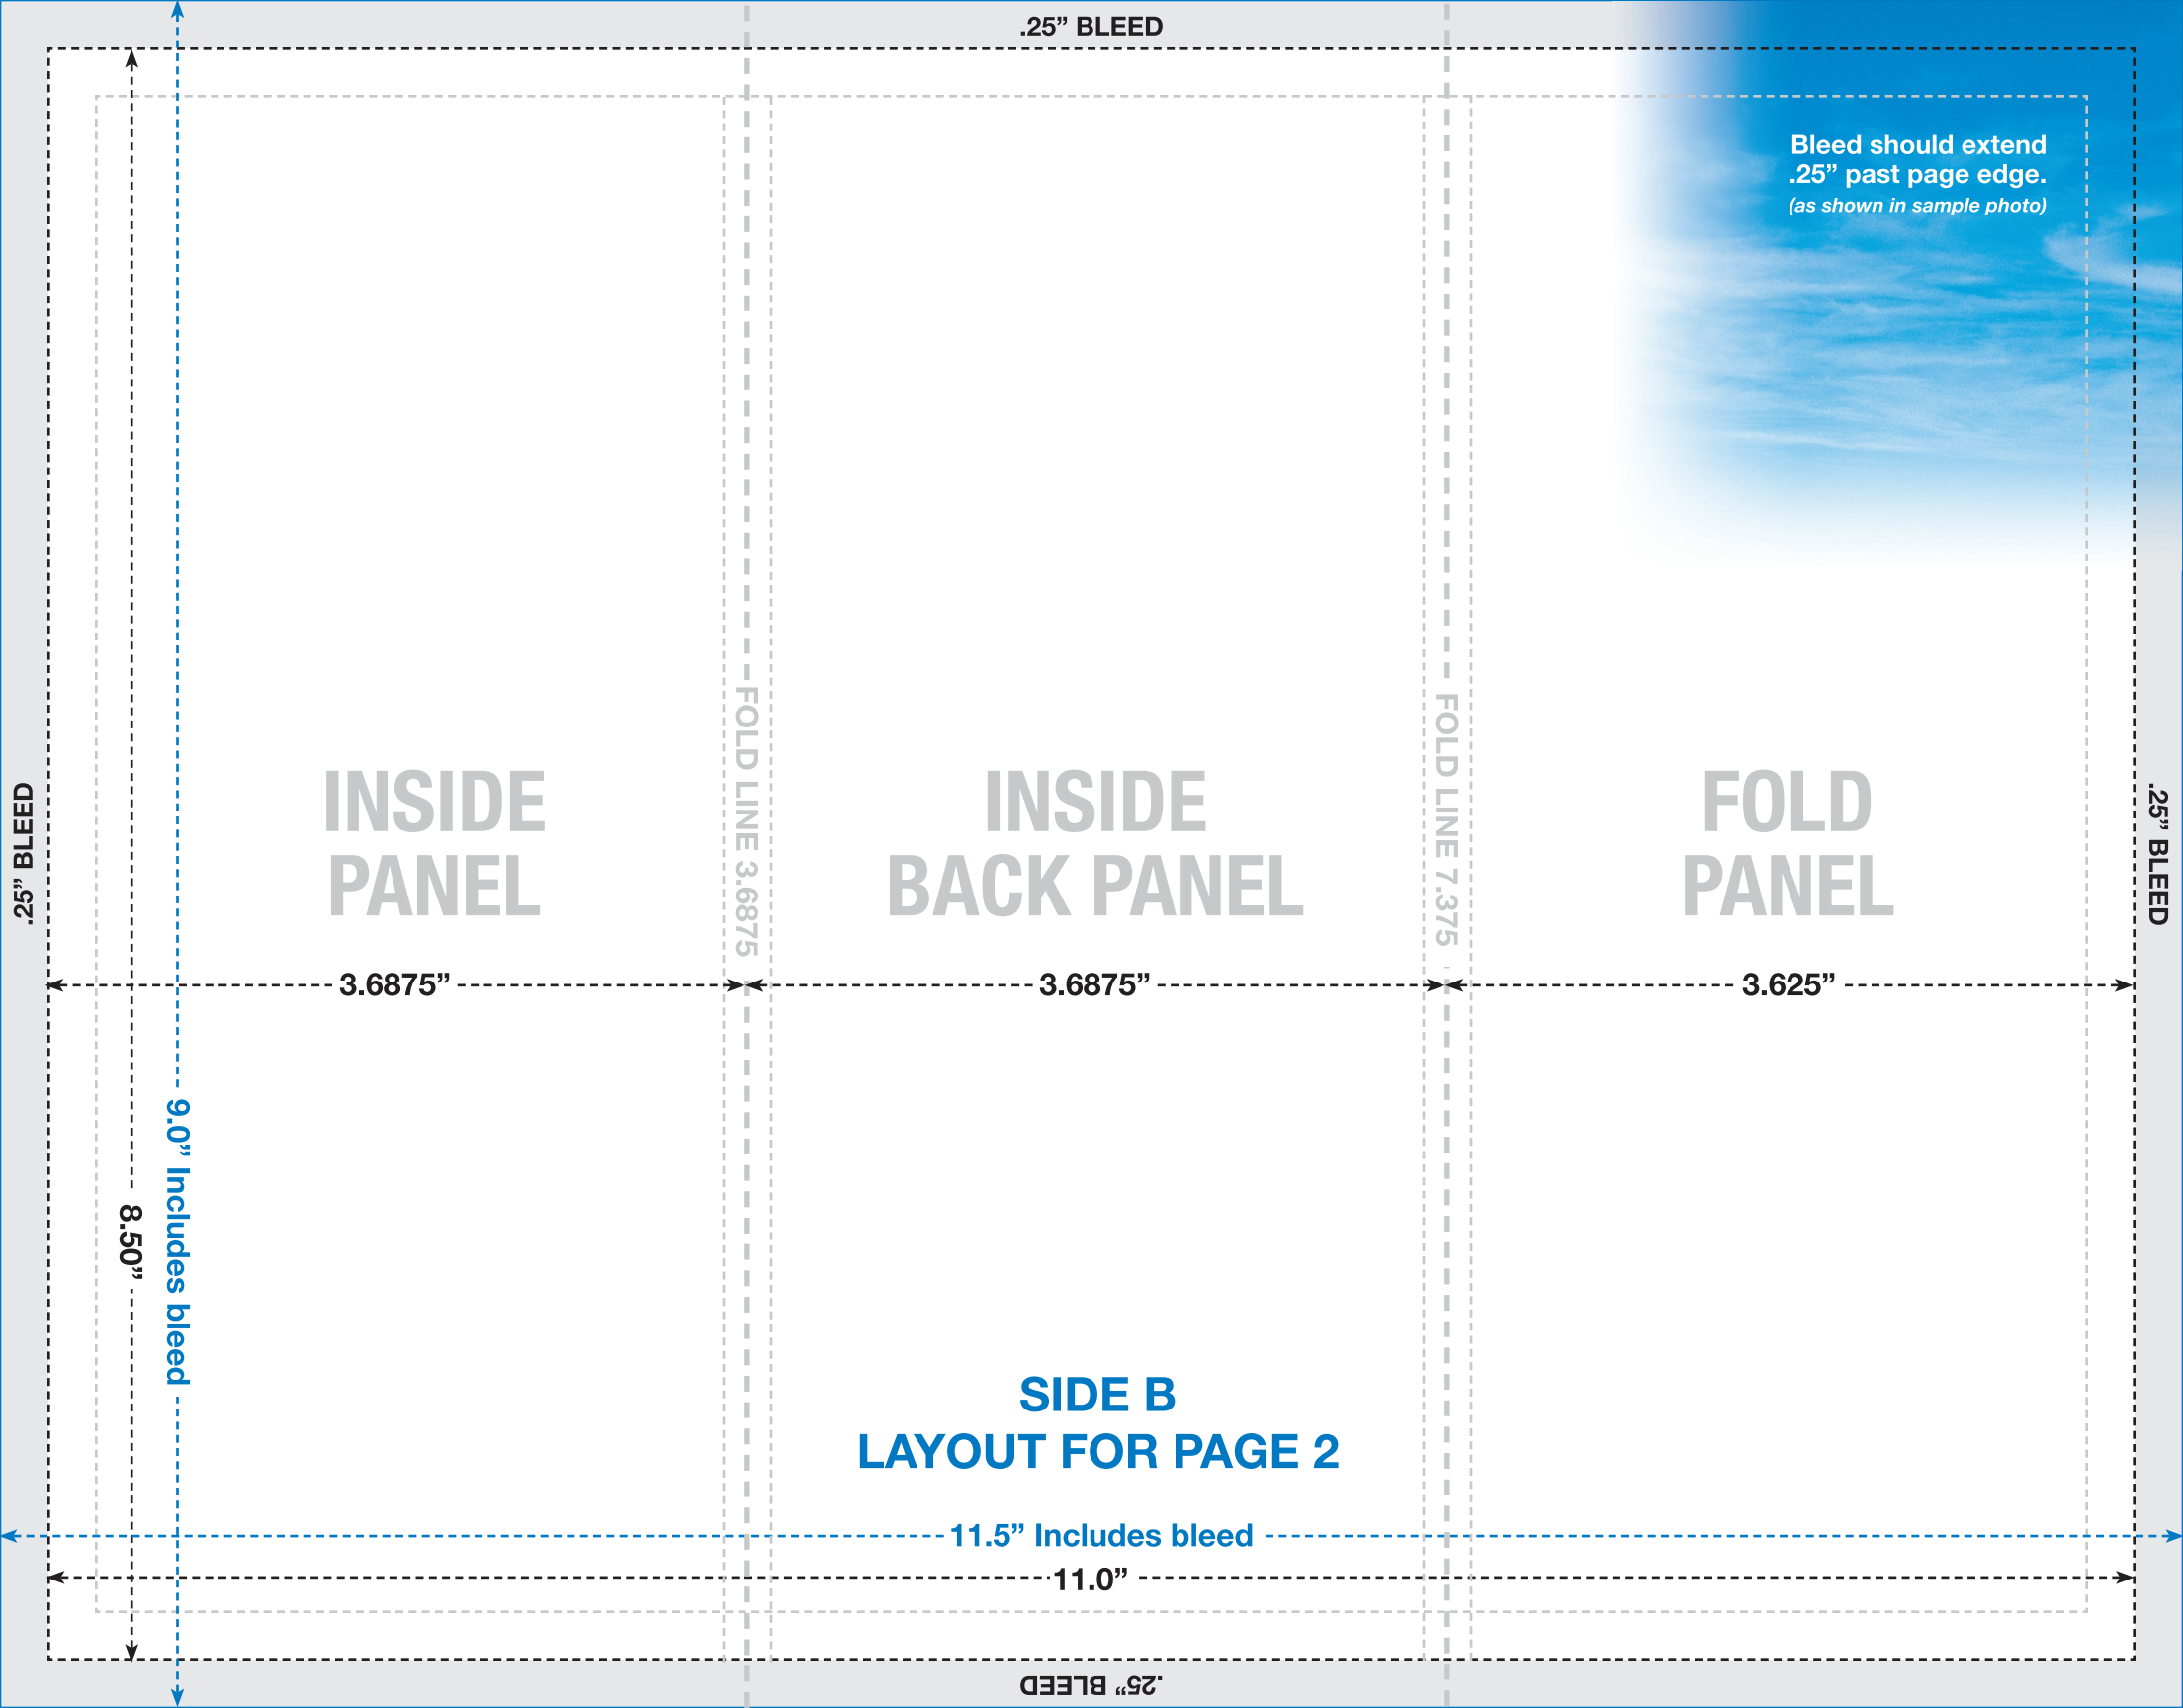 .25” BLEED
Bleed should extend
.25” past page edge.
(as shown in sample photo)
.25” BLEED
INSIDE
PANEL
FOLD LINE 3.6875
INSIDE
BACK PANEL
FOLD LINE 7.375
FOLD
PANEL
.25” BLEED
3.6875”
3.6875”
3.625”
9.0” Includes bleed
8.50”
SIDE B
LAYOUT FOR PAGE 2
11.5” Includes bleed
11.0”
.25” BLEED